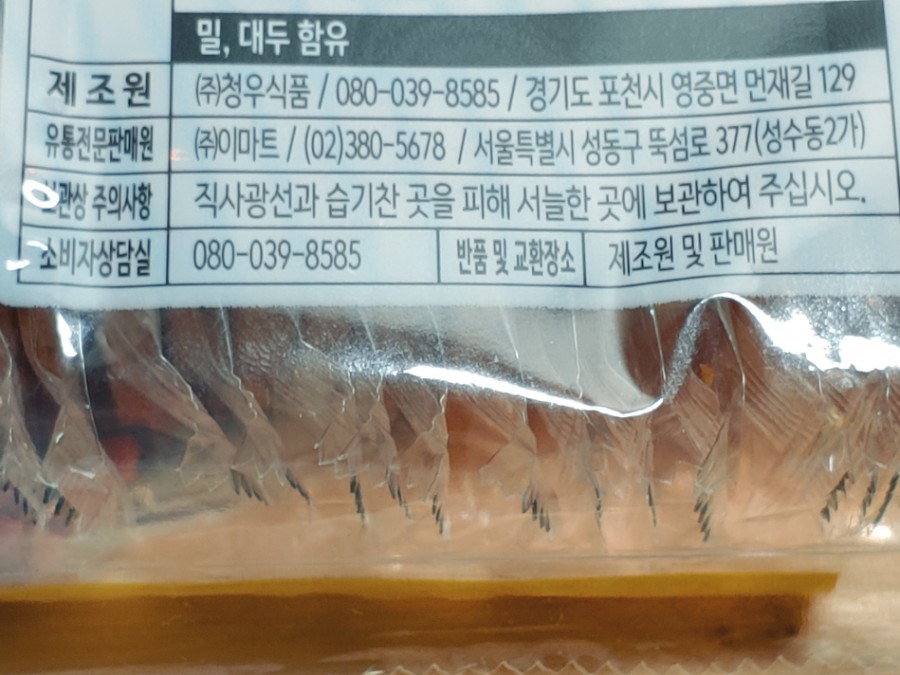 밀, 대두 함유
제 조 원 ㈜청우식품 / 080-039-8585 / 경기도 포천시 영중면 먼재길 129
유통전문판매원 ㈜이마트 / (02)380-5678 / 서울특별시 성동구 뚝섬로 377(성수동2가)
보관상 주의사항 직사광선과 습기찬 곳을 피해 서늘한 곳에 보관하여 주십시오.
소비자상담실 080-039-8585 반품 및 교환장소 제조원 및 판매원